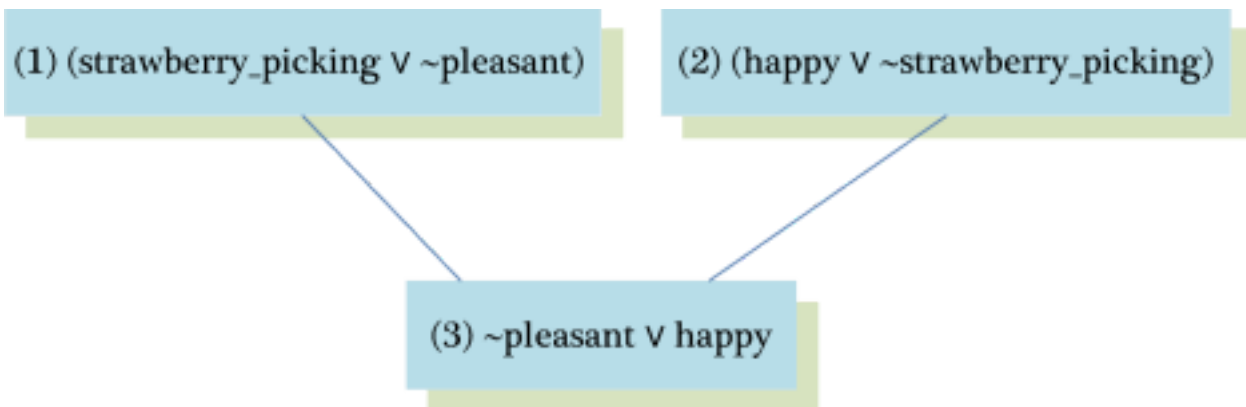 (1) (strawberry_picking ∨ ~pleasant)
(2) (happy ∨ ~strawberry_picking)
(3) ~pleasant ∨ happy